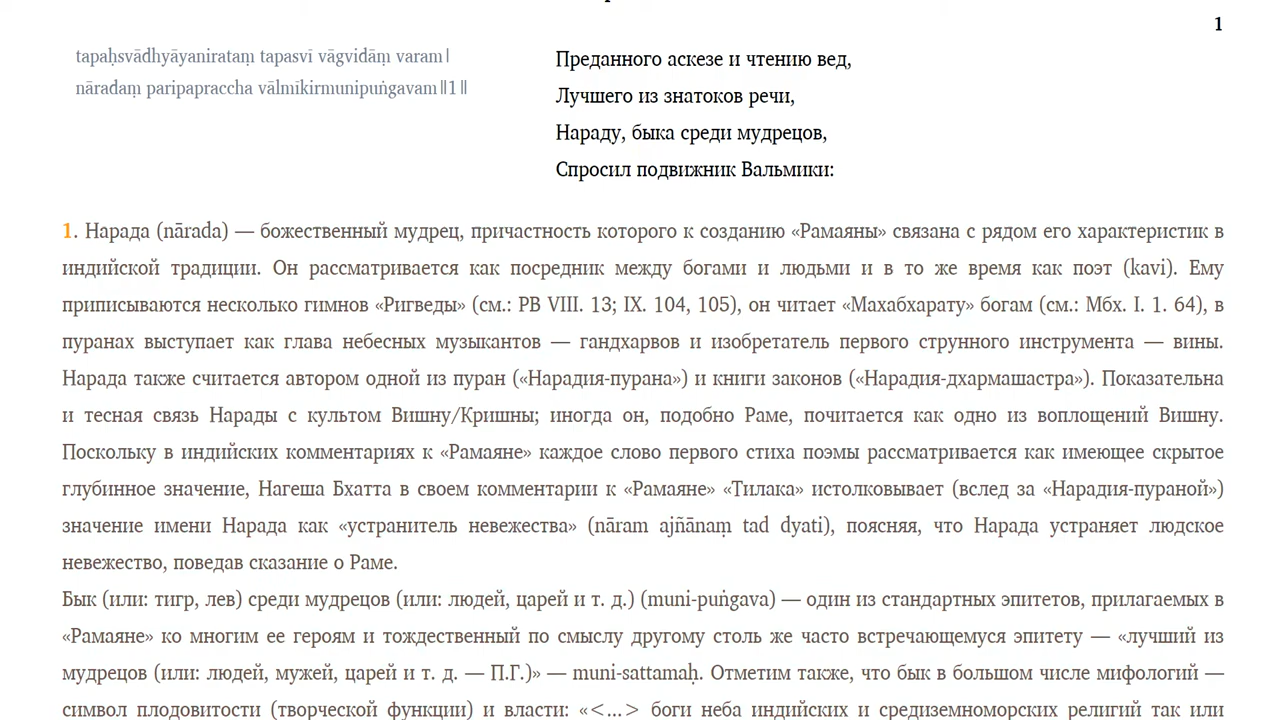 1
tapaḥsvādhyāyanirataṃ tapasvī vāgvidāṃ varam|
nāradaṃ paripapraccha vālmīkirmunipuṅgavam||1||
Преданного аскезе и чтению вед,
Лучшего из знатоков речи,
Нараду, быка среди мудрецов,
Спросил подвижник Вальмики:
1. Нарада (nārada) — божественный мудрец, причастность которого к созданию «Рамаяны» связана с рядом его характеристик в
индийской традиции. Он рассматривается как посредник между богами и людьми и в то же время как поэт (kavi). Ему
приписываются несколько гимнов «Ригведы» (см.: РВ VIII. 13; IX. 104, 105), он читает «Махабхарату» богам (см.: Мбх. I. 1. 64), в
пуранах выступает как глава небесных музыкантов — гандхарвов и изобретатель первого струнного инструмента — вины.
Нарада также считается автором одной из пуран («Нарадия-пурана») и книги законов («Нарадия-дхармашастра»). Показательна
и тесная связь Нарады с культом Вишну/Кришны; иногда он, подобно Раме, почитается как одно из воплощений Вишну.
Поскольку в индийских комментариях к «Рамаяне» каждое слово первого стиха поэмы рассматривается как имеющее скрытое
глубинное значение, Нагеша Бхатта в своем комментарии к «Рамаяне» «Тилака» истолковывает (вслед за «Нарадия-пураной»)
значение имени Нарада как «устранитель невежества» (nāram ajñānaṃ tad dyati), поясняя, что Нарада устраняет людское
невежество, поведав сказание о Раме.
Бык (или: тигр, лев) среди мудрецов (или: людей, царей и т. д.) (muni-puṅgava) — один из стандартных эпитетов, прилагаемых в
«Рамаяне» ко многим ее героям и тождественный по смыслу другому столь же часто встречающемуся эпитету — «лучший из
мудрецов (или: людей, мужей, царей и т. д. — П.Г.)» — muni-sattamaḥ. Отметим также, что бык в большом числе мифологий —
символ плодовитости (творческой функции) и власти: «<...> боги неба индийских и средиземноморских религий так или